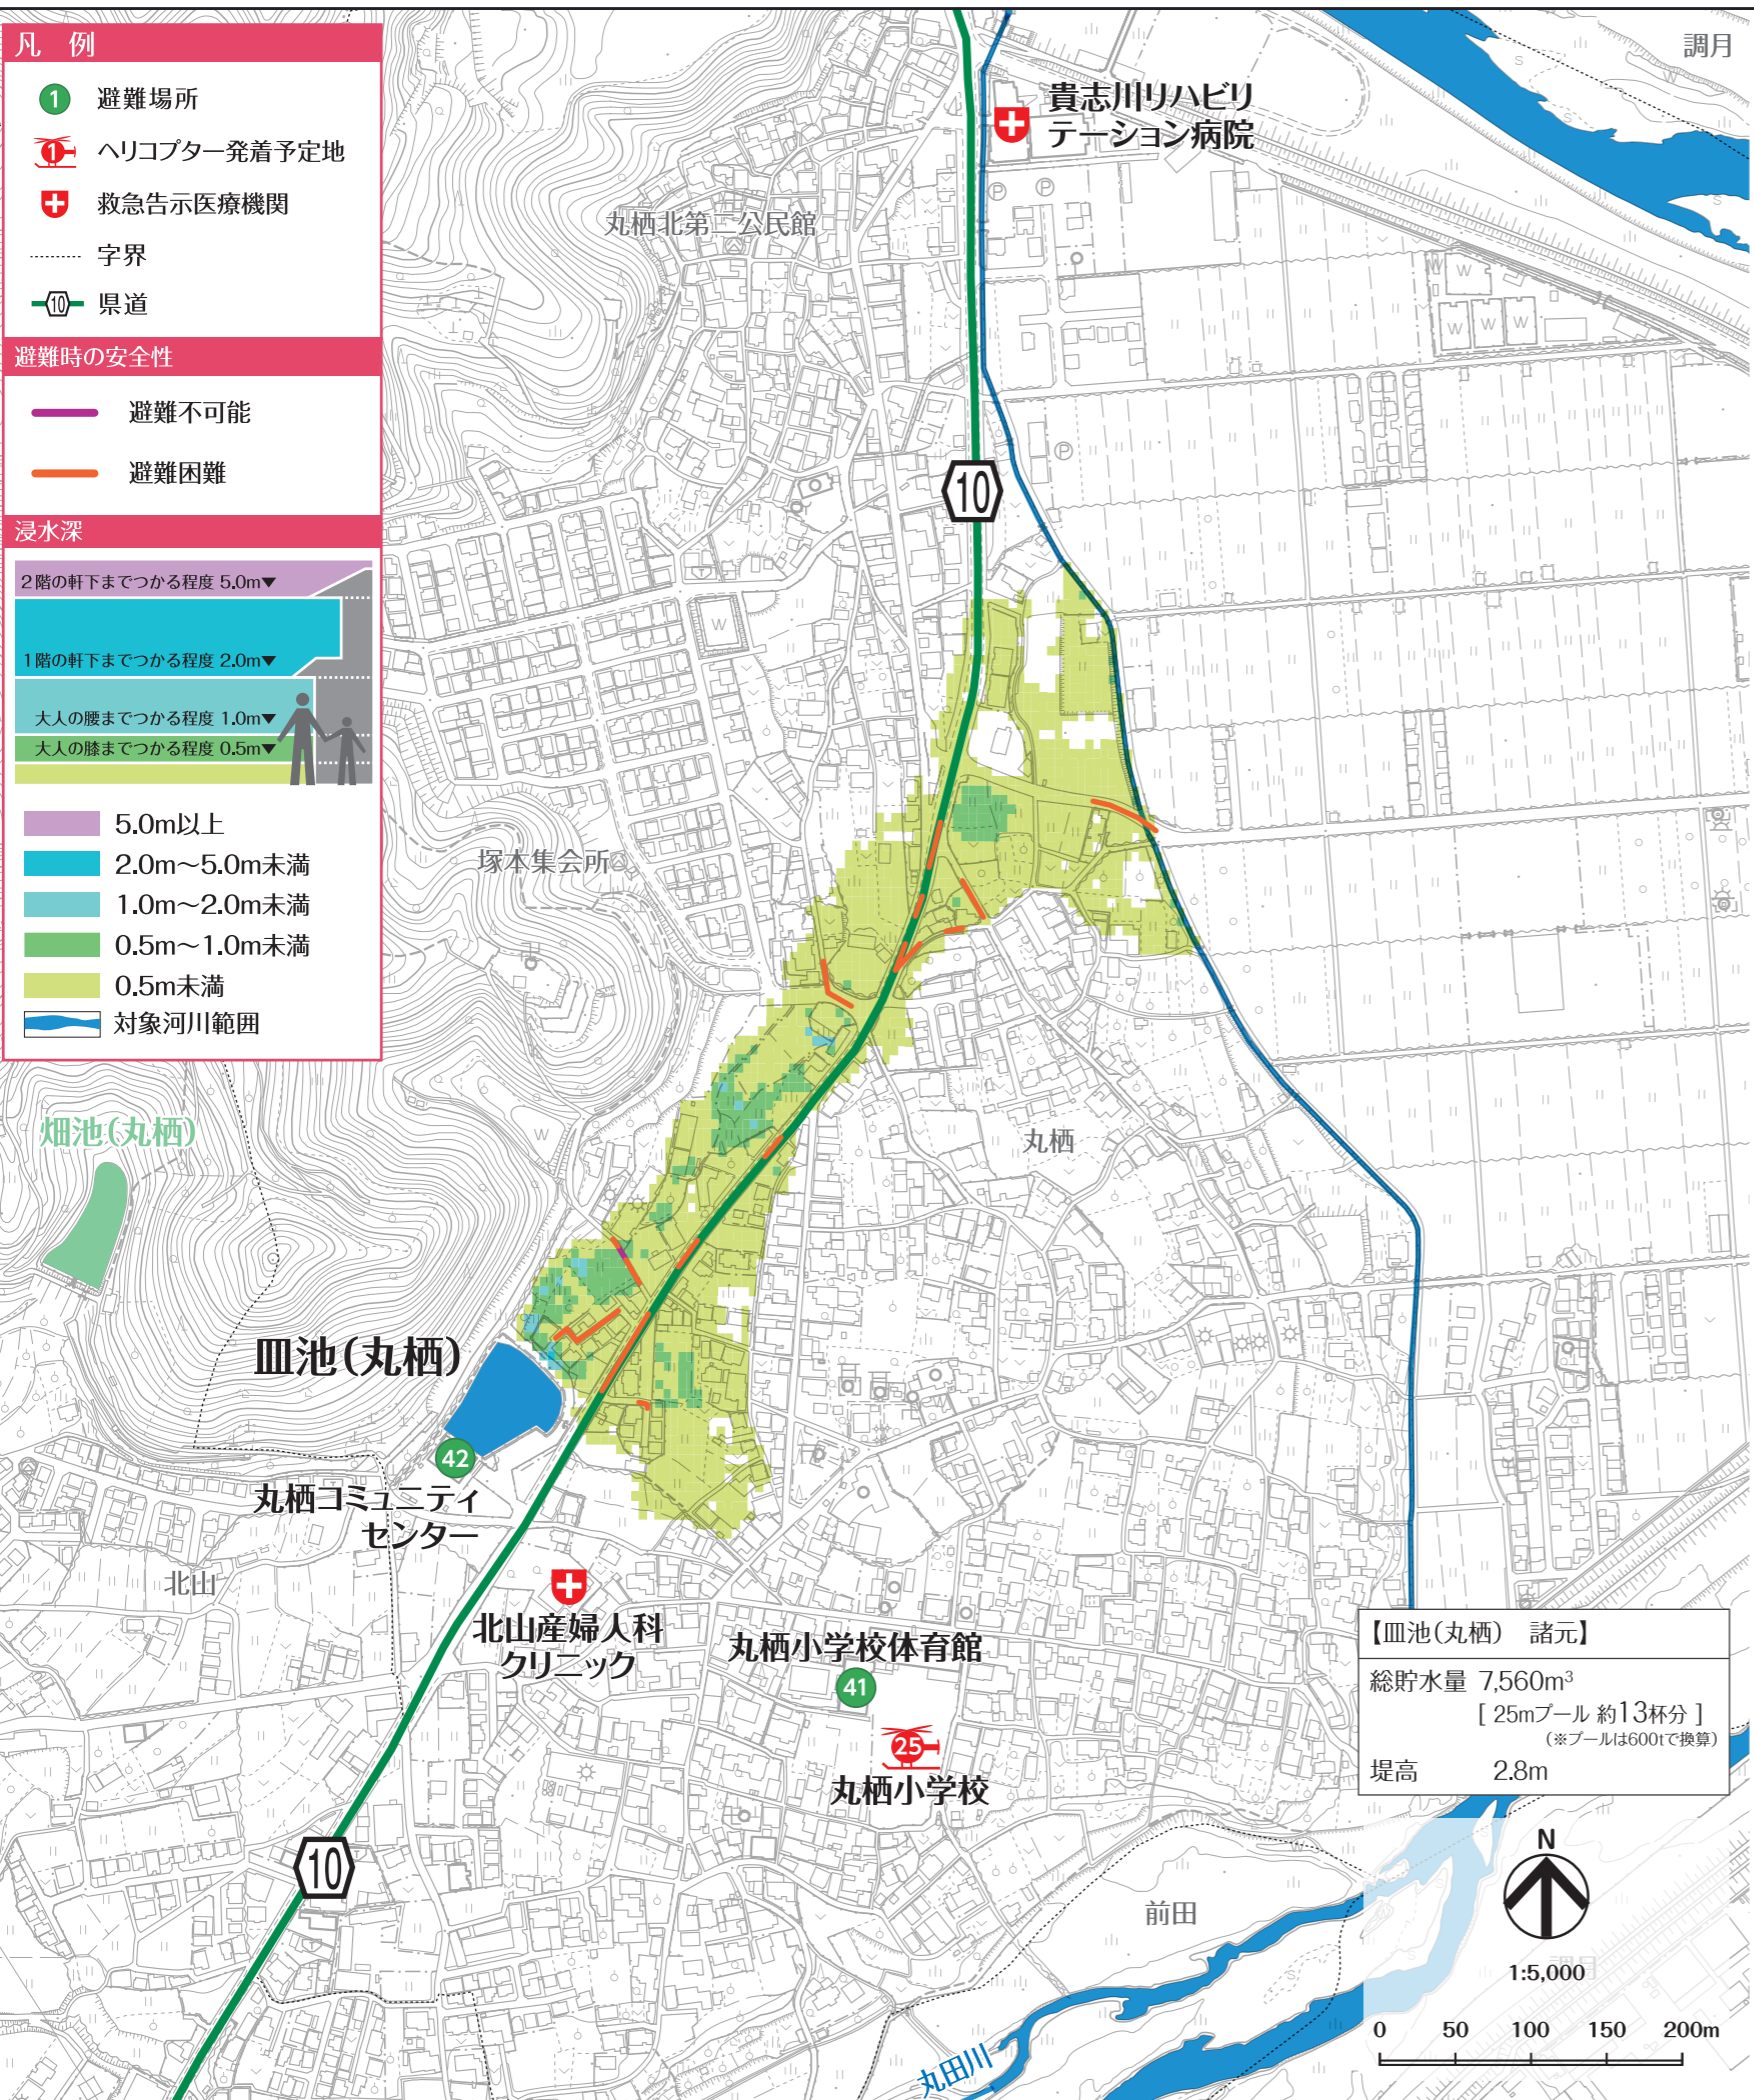 凡 例
1 避難場所
1 ヘリコプター発着予定地
救急告示医療機関
字界
10 県道
避難時の安全性
避難不可能
避難困難
浸水深
2階の軒下までつかる程度 5.0m▼
1階の軒下までつかる程度 2.0m▼
大人の腰までつかる程度 1.0m▼
大人の膝までつかる程度 0.5m▼
5.0m以上
2.0m～5.0m未満
1.0m～2.0m未満
0.5m～1.0m未満
0.5m未満
対象河川範囲
調月
貴志川リハビリ
テーション病院
丸栖北第二公民館
10
塚本集会所
畑池(丸栖)
丸栖
皿池(丸栖)
42
丸栖コミュニティ
センター
北山
北山産婦人科
クリニック
丸栖小学校体育館
41
25
丸栖小学校
10
前田
丸田川
【皿池(丸栖) 諸元】
総貯水量 7,560m³
[ 25mプール 約13杯分 ]
(※プールは600tで換算)
堤高 2.8m
N
調月
1:5,000
0 50 100 150 200m